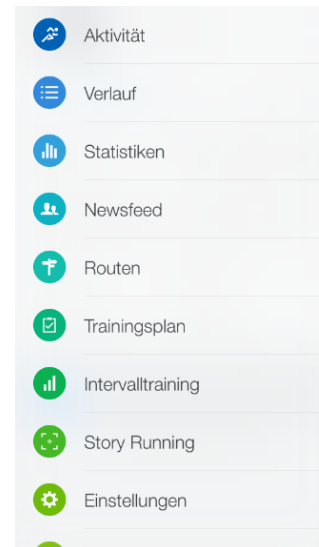 Aktivität
Verlauf
Statistiken
Newsfeed
Routen
Trainingsplan
Intervalltraining
Story Running
Einstellungen